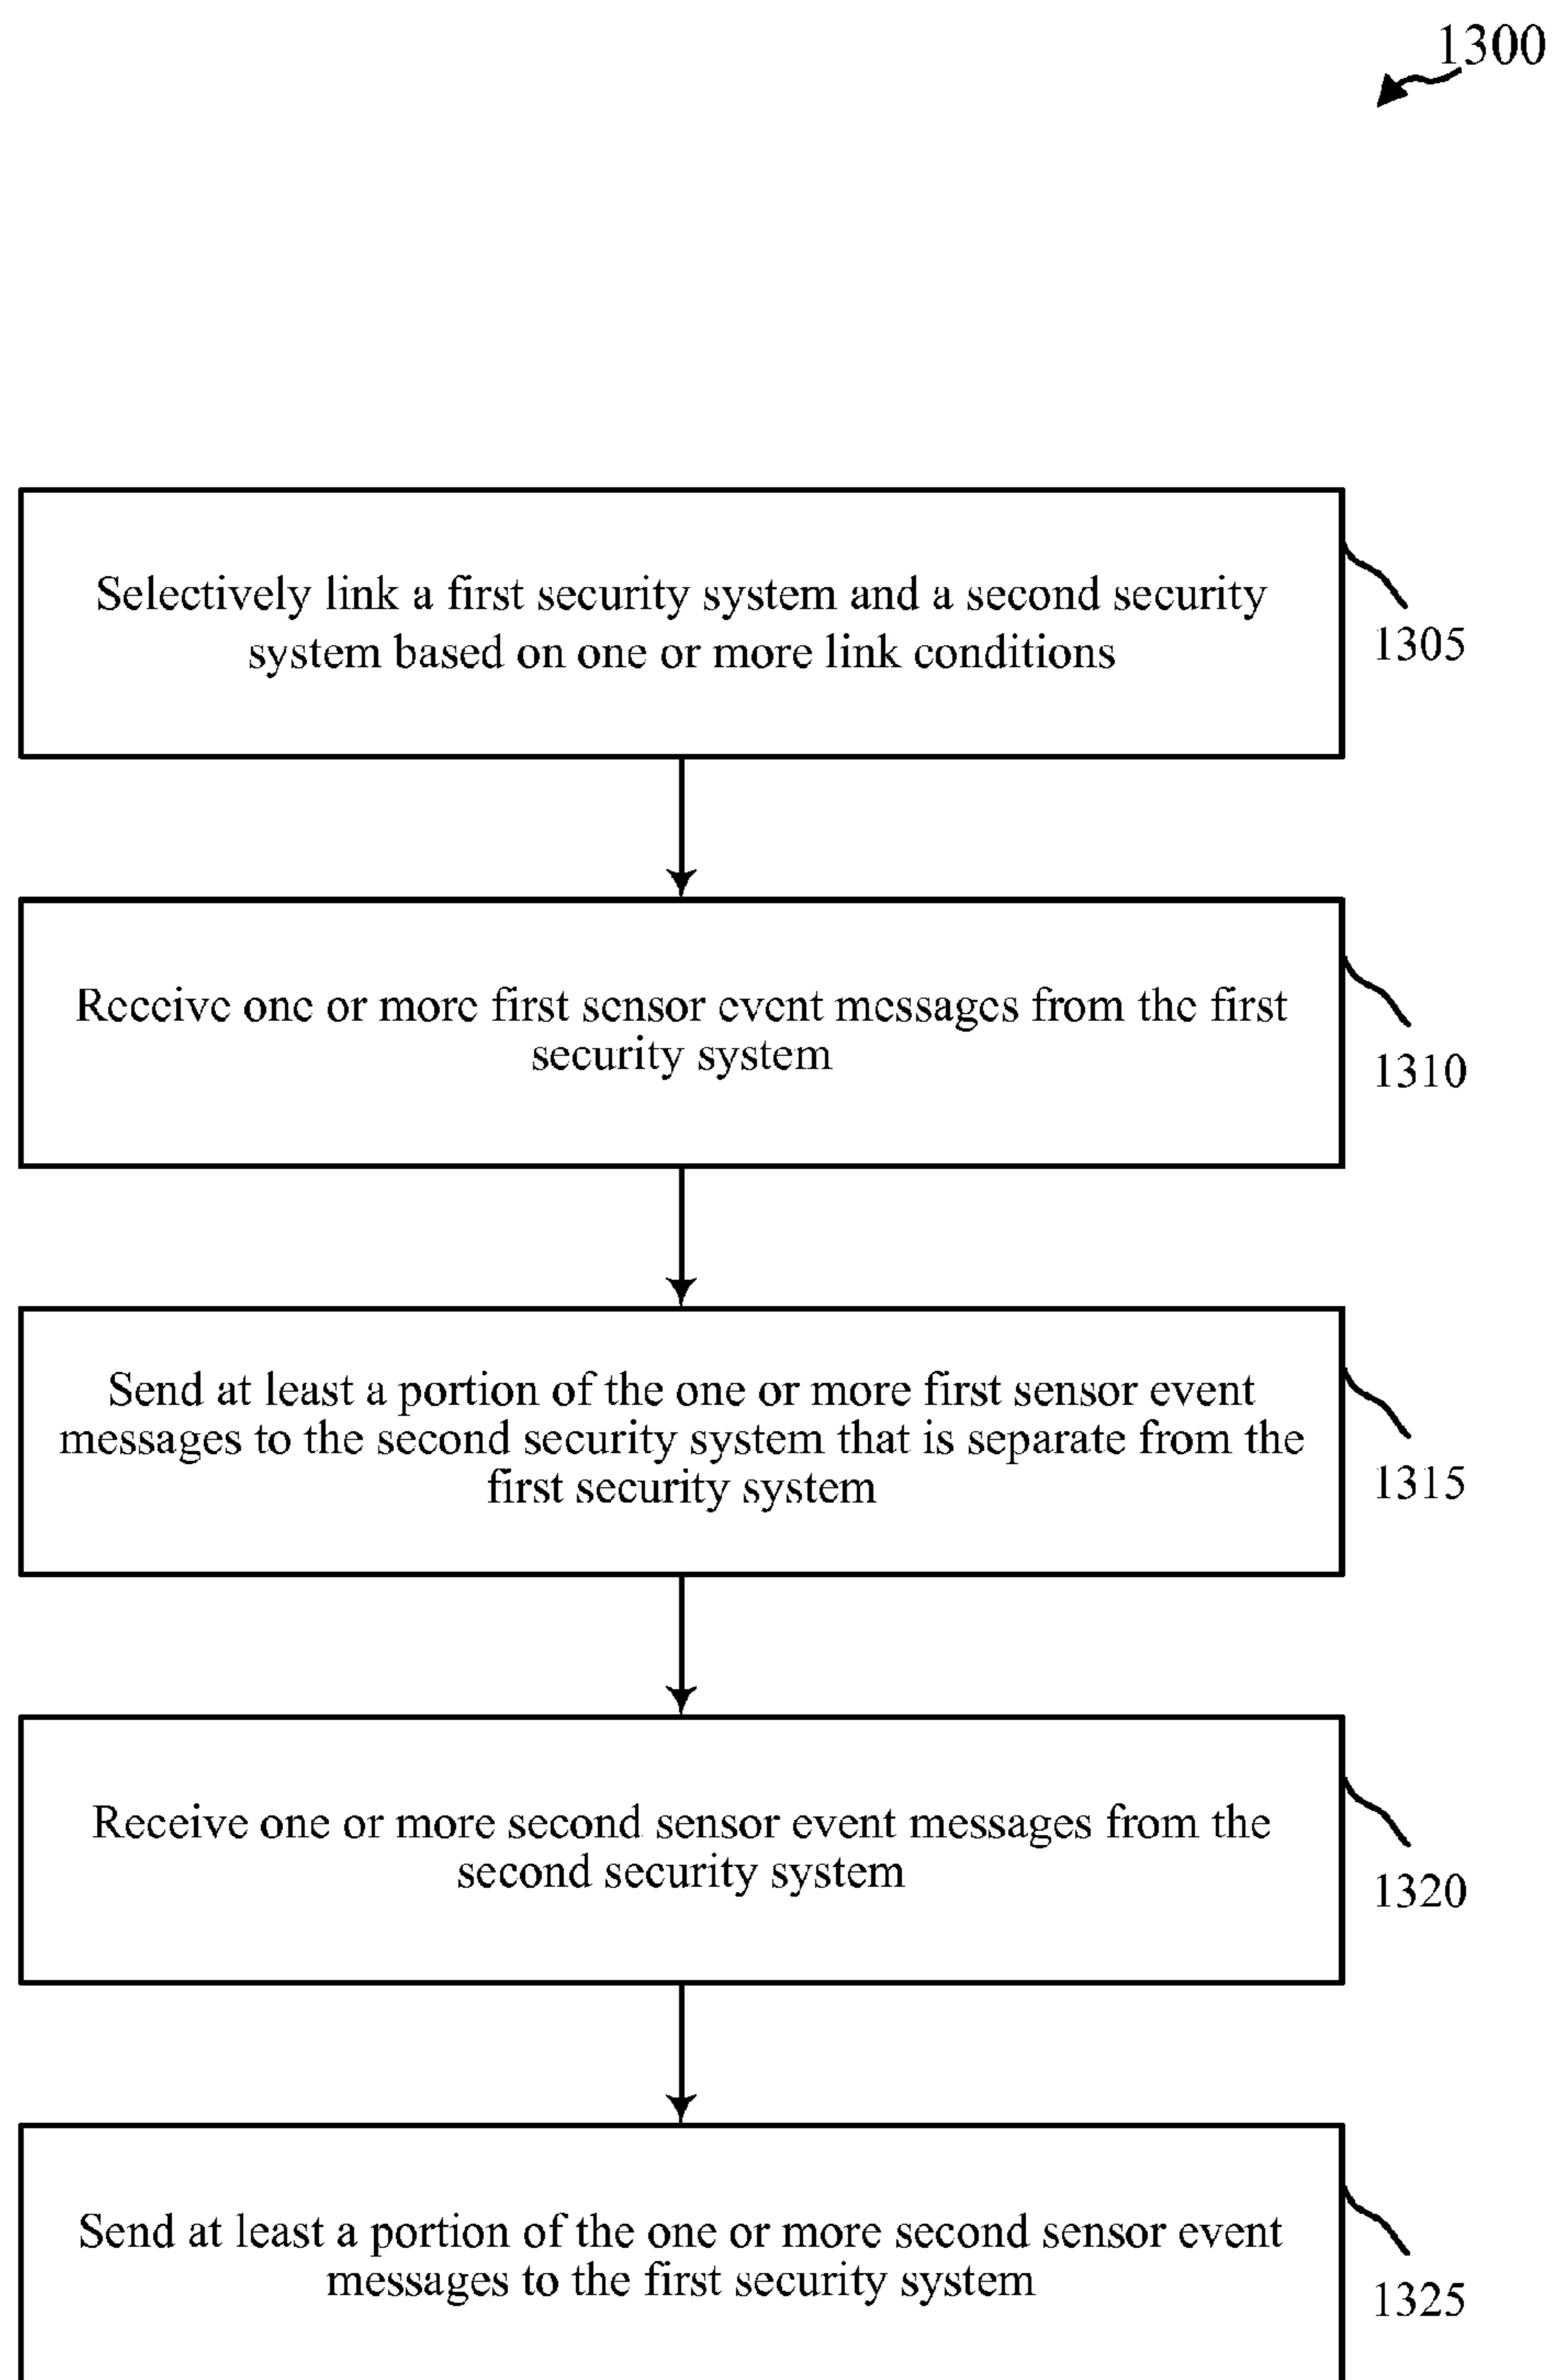 1300
Selectively link a first security system and a second security
system based on one or more link conditions
1305
Receive one or more first sensor event messages from the first
security system
1310
Send at least a portion of the one or more first sensor event
messages to the second security system that is separate from the
first security system
1315
Receive one or more second sensor event messages from the
second security system
1320
Send at least a portion of the one or more second sensor event
messages to the first security system
1325